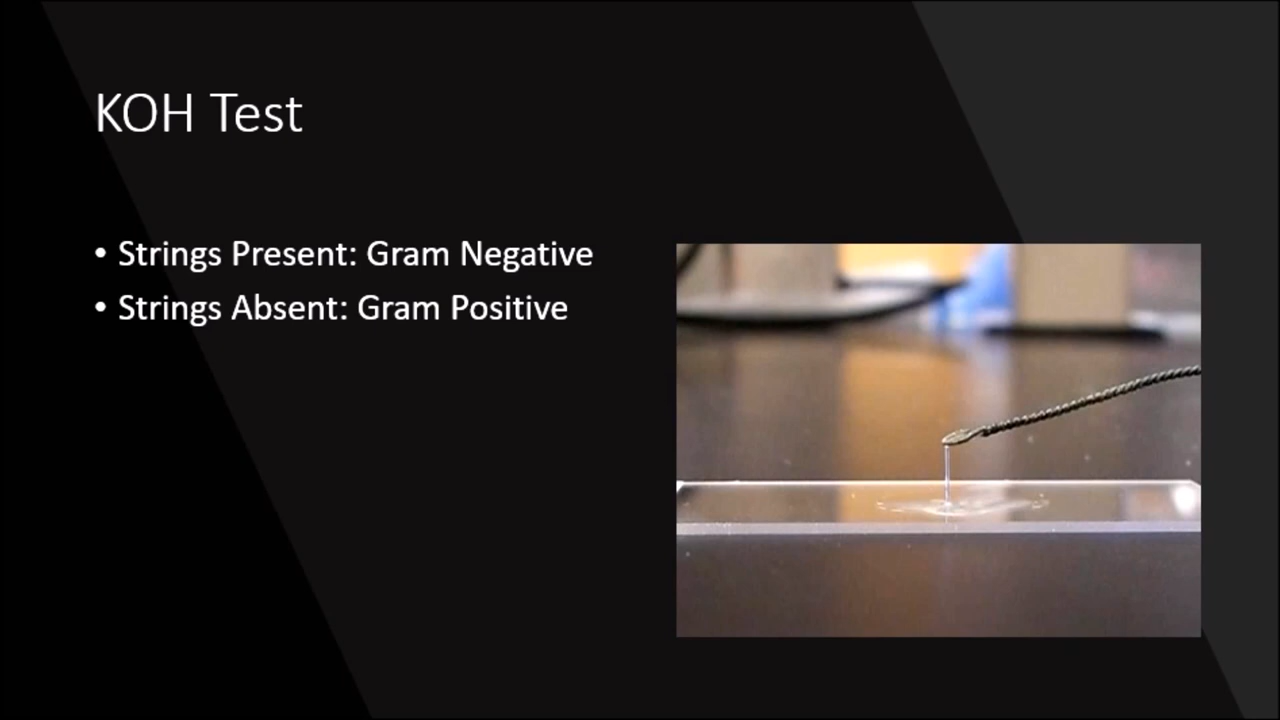 KOH Test
• Strings Present: Gram Negative
• Strings Absent: Gram Positive